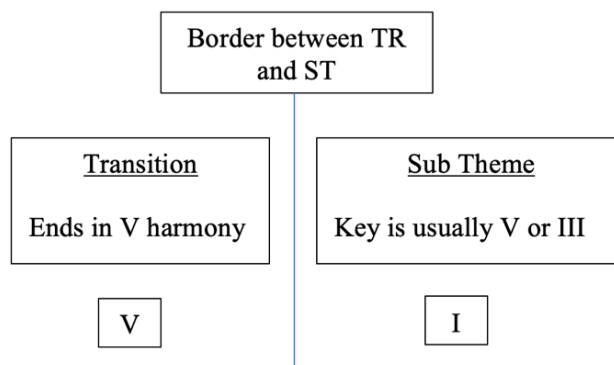 Border between TR
and ST
Transition
Ends in V harmony
Sub Theme
Key is usually V or III
V
I